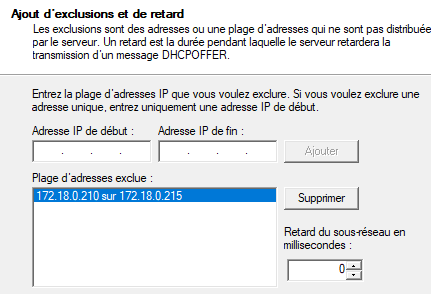 Ajout d'exclusions et de retard
Les exclusions sont des adresses ou une plage d'adresses qui ne sont pas distribuée
par le serveur. Un retard est la durée pendant laquelle le serveur retardera la
transmission d'un message DHCPOFFER.
Entrez la plage d'adresses IP que vous voulez exclure. Si vous voulez exclure une
adresse unique, entrez uniquement une adresse IP de début.
Adresse IP de début : Adresse IP de fin :
Ajouter
Plage d'adresses exclue :
172.18.0.210 sur 172.18.0.215
Supprimer
Retard du sous-réseau en
millisecondes :
0